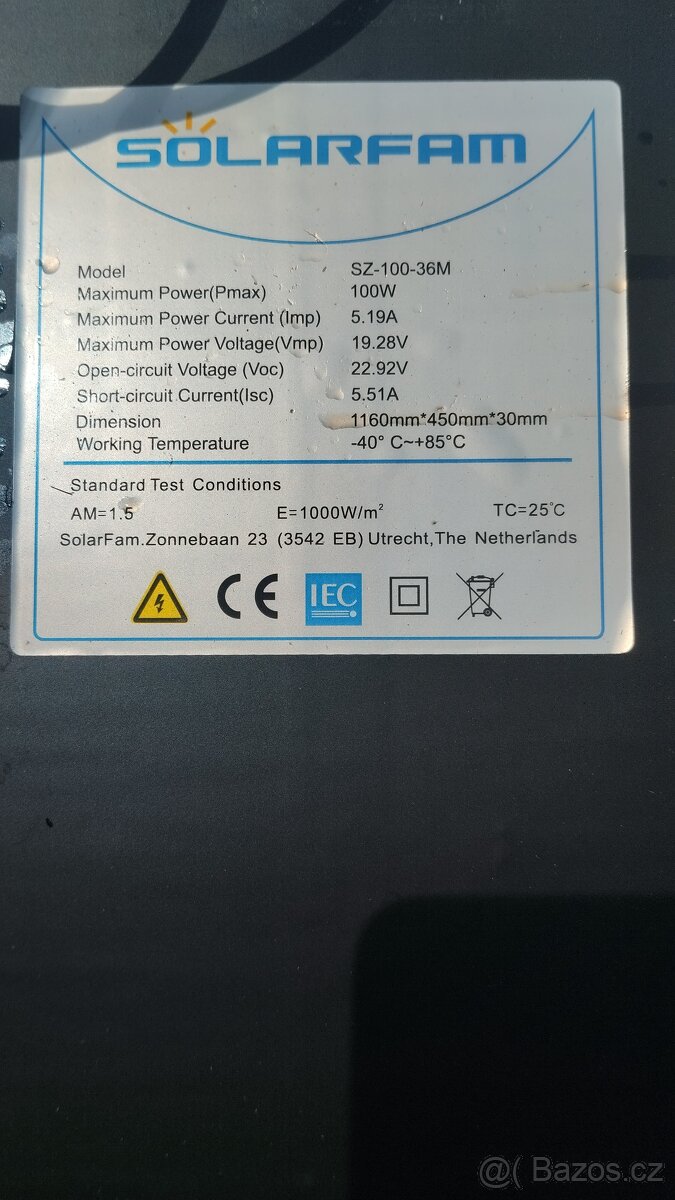 SOLARFAM
Model SZ-100-36M
Maximum Power(Pmax) 100W
Maximum Power Current (Imp) 5.19A
Maximum Power Voltage(Vmp) 19.28V
Open-circuit Voltage (Voc) 22.92V
Short-circuit Current(Isc) 5.51A
Dimension 1160mm*450mm*30mm
Working Temperature -40° C~+85°C
Standard Test Conditions
AM=1.5 E=1000W/m² TC=25°C
SolarFam.Zonnebaan 23 (3542 EB) Utrecht,The Netherlands
CE IEC
@( Bazos.cz